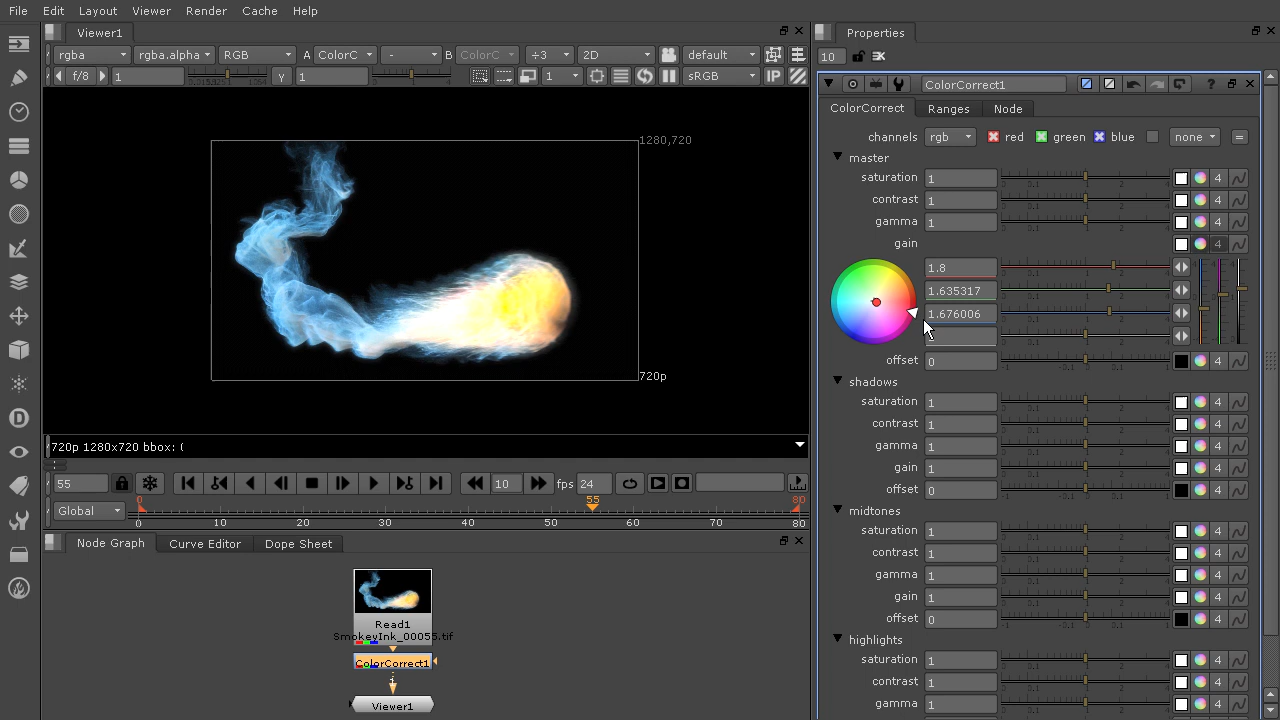 File Edit Layout Viewer Render Cache Help
Viewer1
rgba rgba.alpha RGB A ColorC - B ColorC ÷3 2D default
f/8 1 Y 1 1 sRGB IP
1280,720
720p
720p 1280x720 bbox: (
55 10 fps 24
Global 0 10 20 30 40 50 55 60 70 80
0 80
Node Graph Curve Editor Dope Sheet
Read1
SmokeyInk_00055.tif
ColorCorrect1
1
Viewer1
Properties
10
ColorCorrect1 ?
ColorCorrect Ranges Node
channels rgb red green blue none =
master
saturation 1 4
contrast 1 4
gamma 1 4
gain 4
1.8
1.635317
1.676006
offset 0 4
shadows
saturation 1 4
contrast 1 4
gamma 1 4
gain 1 4
offset 0 4
midtones
saturation 1 4
contrast 1 4
gamma 1 4
gain 1 4
offset 0 4
highlights
saturation 1 4
contrast 1 4
gamma 1 4